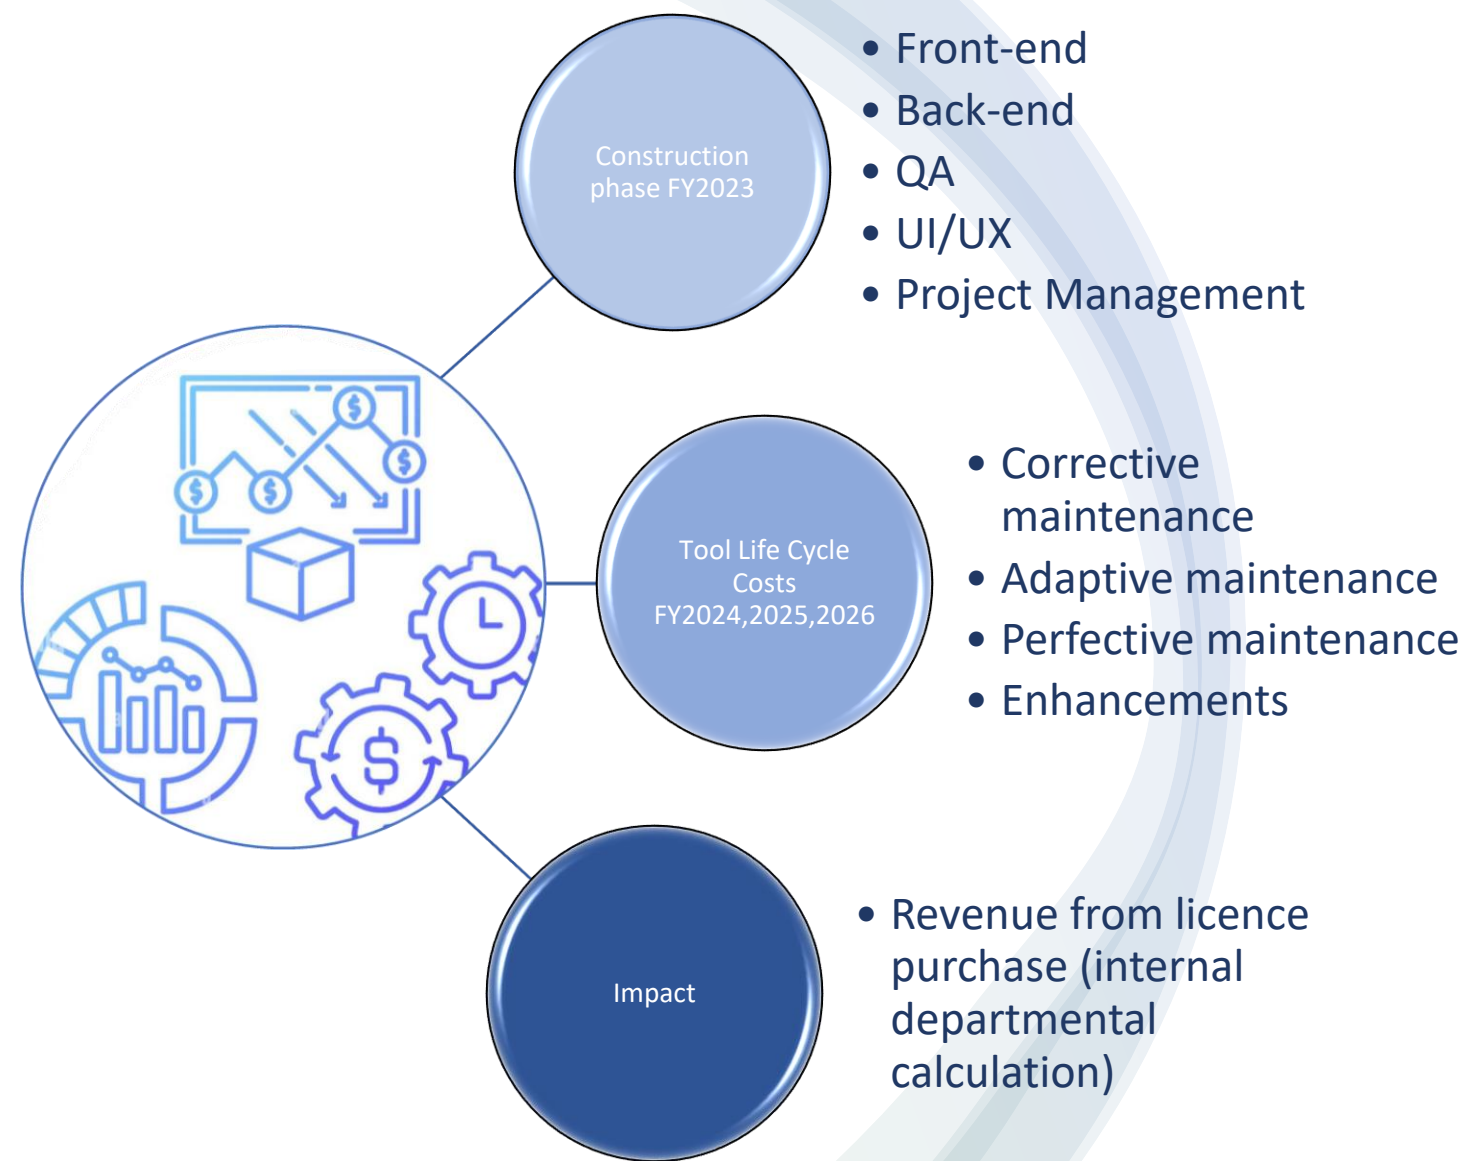 Construction
phase FY2023
• Front-end
• Back-end
• QA
• UI/UX
• Project Management
Tool Life Cycle
Costs
FY2024,2025,2026
• Corrective
maintenance
• Adaptive maintenance
• Perfective maintenance
• Enhancements
Impact
• Revenue from licence
purchase (internal
departmental
calculation)
$
$
$
$
$